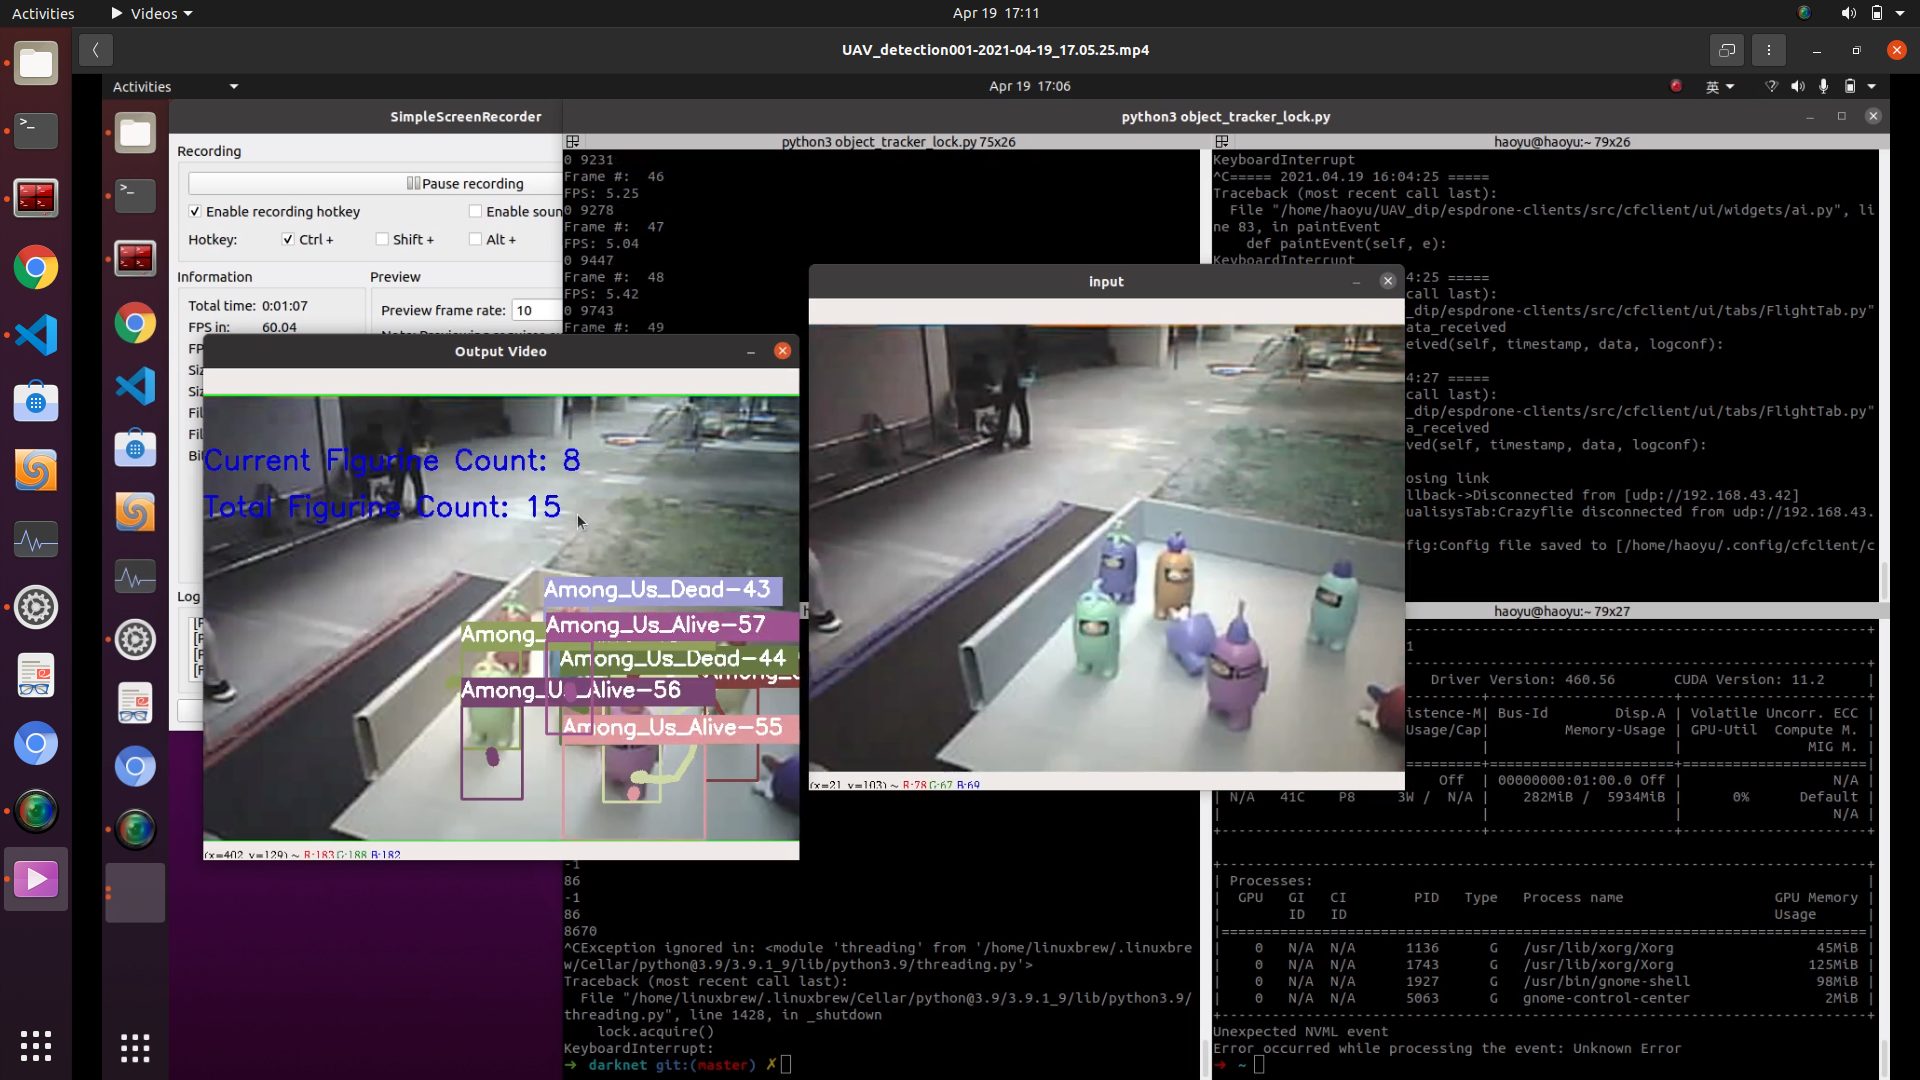 Activities
Videos
Apr 19 17:11
UAV_detection001-2021-04-19_17.05.25.mp4
Activities
Apr 19 17:06
英
SimpleScreenRecorder
Recording
Pause recording
Enable recording hotkey
Enable soun
Hotkey:
Ctrl +
Shift +
Alt +
Information
Preview
Total time: 0:01:07
FPS in: 60.04
Preview frame rate: 10
Log
python3 object_tracker_lock.py
python3 object_tracker_lock.py 75x26
0 9231
Frame #: 46
FPS: 5.25
0 9278
Frame #: 47
FPS: 5.04
0 9447
Frame #: 48
FPS: 5.42
0 9743
Frame #: 49
haoyu@haoyu:~ 79x26
KeyboardInterrupt
^C===== 2021.04.19 16:04:25 =====
Traceback (most recent call last):
File "/home/haoyu/UAV_dip/espdrone-clients/src/cfclient/ui/widgets/ai.py", li
ne 83, in paintEvent
def paintEvent(self, e):
KeyboardInterrupt
4:25 =====
call last):
_dip/espdrone-clients/src/cfclient/ui/tabs/FlightTab.py"
ata_received
eived(self, timestamp, data, logconf):
4:27 =====
call last):
_dip/espdrone-clients/src/cfclient/ui/tabs/FlightTab.py"
a_received
ved(self, timestamp, data, logconf):
osing link
llback->Disconnected from [udp://192.168.43.42]
ualisysTab:Crazyflie disconnected from udp://192.168.43.
fig:Config file saved to [/home/haoyu/.config/cfclient/c
Output Video
Current Figurine Count: 8
Total Figurine Count: 15
Among_Us_Dead-43
Among_Us_Alive-57
Among_
Among_Us_Dead-44
Among_Us_Alive-56
Among_Us_Alive-55
(x=402, y=129) ~ R:183 G:188 B:182
input
(x=21, y=103) ~ R:78 G:67 B:69
-1
86
-1
86
8670
^CException ignored in: <module 'threading' from '/home/linuxbrew/.linuxbre
w/Cellar/python@3.9/3.9.1_9/lib/python3.9/threading.py'>
Traceback (most recent call last):
File "/home/linuxbrew/.linuxbrew/Cellar/python@3.9/3.9.1_9/lib/python3.9/
threading.py", line 1428, in _shutdown
lock.acquire()
KeyboardInterrupt:
→ darknet git:(master) ✗
haoyu@haoyu:~ 79x27
1
Driver Version: 460.56 CUDA Version: 11.2 |
istence-M| Bus-Id Disp.A | Volatile Uncorr. ECC |
Usage/Cap| Memory-Usage | GPU-Util Compute M. |
| | MIG M. |
Off | 00000000:01:00.0 Off | N/A |
| N/A 41C P8 3W / N/A | 282MiB / 5934MiB | 0% Default |
| | | N/A |
| Processes: |
| GPU GI CI PID Type Process name GPU Memory |
| ID ID Usage |
| 0 N/A N/A 1136 G /usr/lib/xorg/Xorg 45MiB |
| 0 N/A N/A 1743 G /usr/lib/xorg/Xorg 125MiB |
| 0 N/A N/A 1927 G /usr/bin/gnome-shell 98MiB |
| 0 N/A N/A 5063 G gnome-control-center 2MiB |
Unexpected NVML event
Error occurred while processing the event: Unknown Error
→ ~